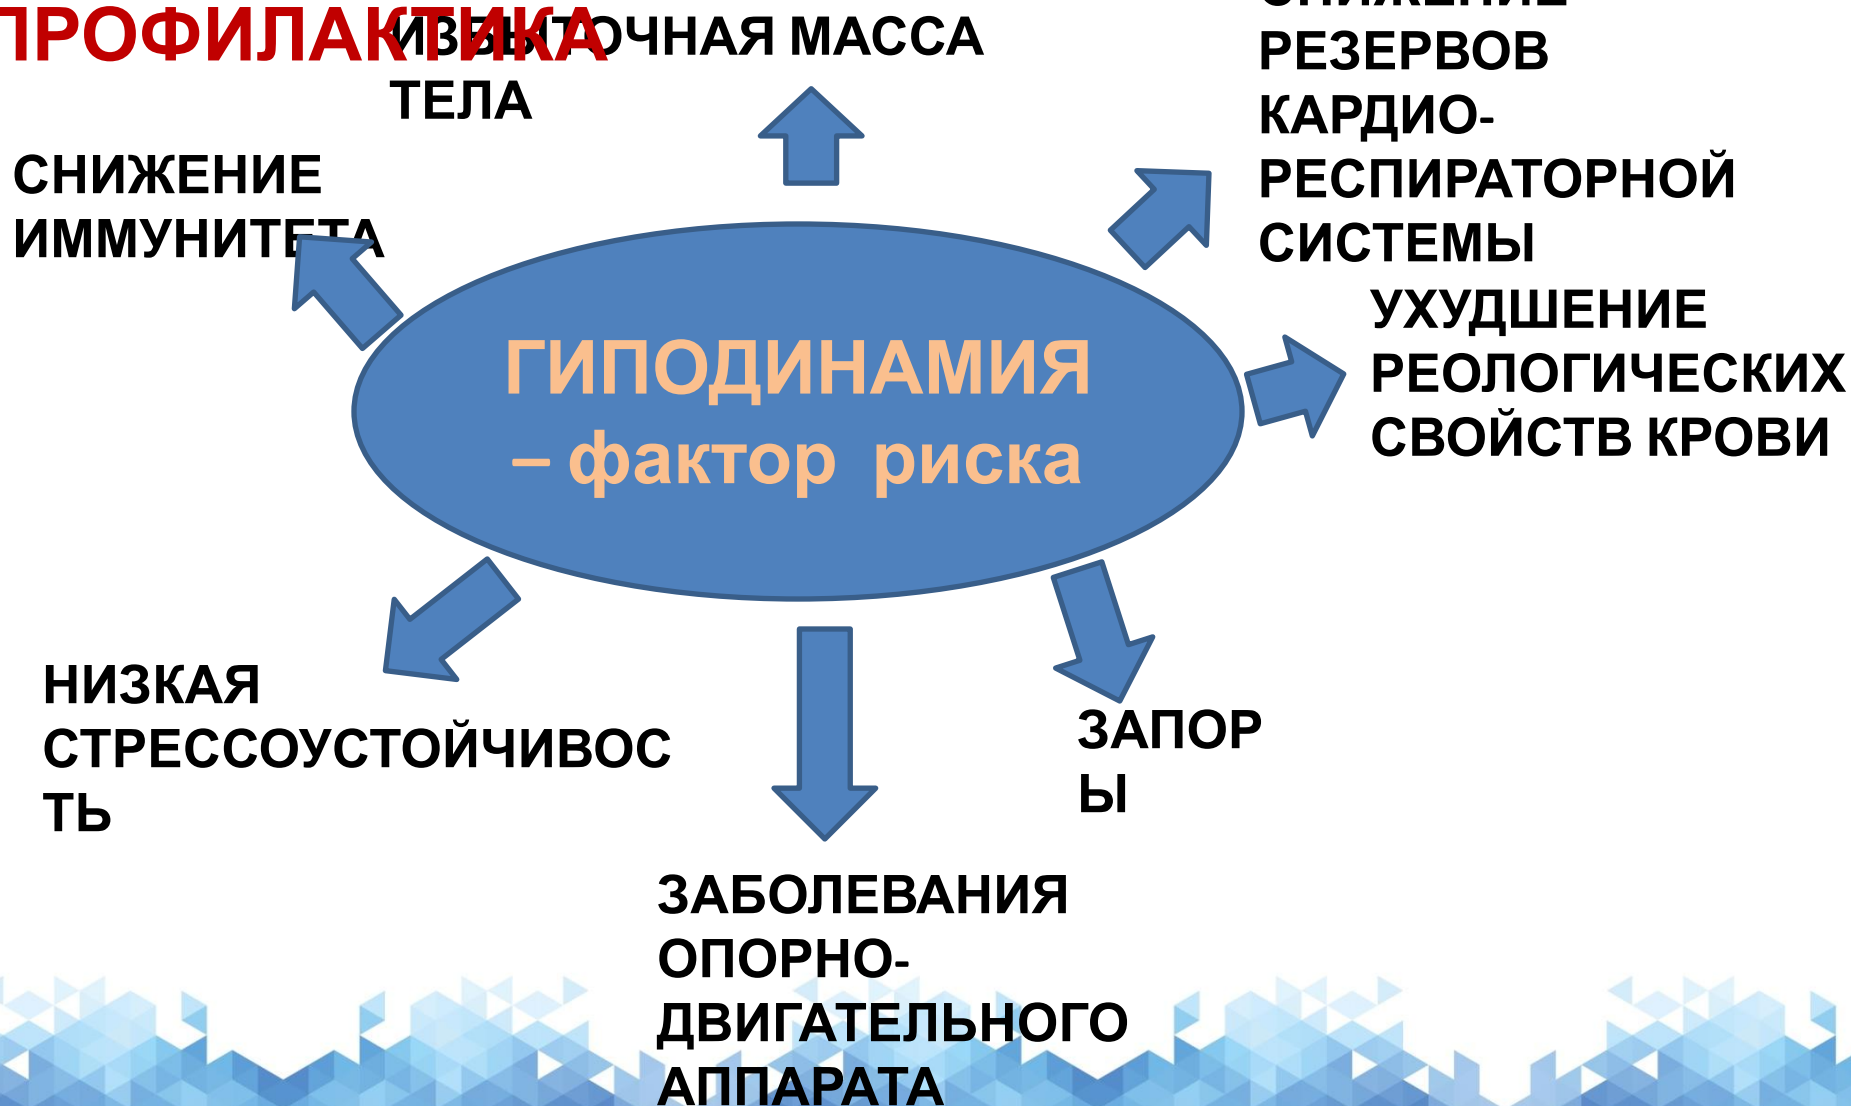 ПРОФИЛАКТИКА
ИЗБЫТОЧНАЯ МАССА
ТЕЛА
СНИЖЕНИЕ
РЕЗЕРВОВ
КАРДИО-
РЕСПИРАТОРНОЙ
СИСТЕМЫ
СНИЖЕНИЕ
ИММУНИТЕТА
УХУДШЕНИЕ
РЕОЛОГИЧЕСКИХ
СВОЙСТВ КРОВИ
ГИПОДИНАМИЯ
– фактор риска
НИЗКАЯ
СТРЕССОУСТОЙЧИВОС
ТЬ
ЗАПОР
Ы
ЗАБОЛЕВАНИЯ
ОПОРНО-
ДВИГАТЕЛЬНОГО
АППАРАТА